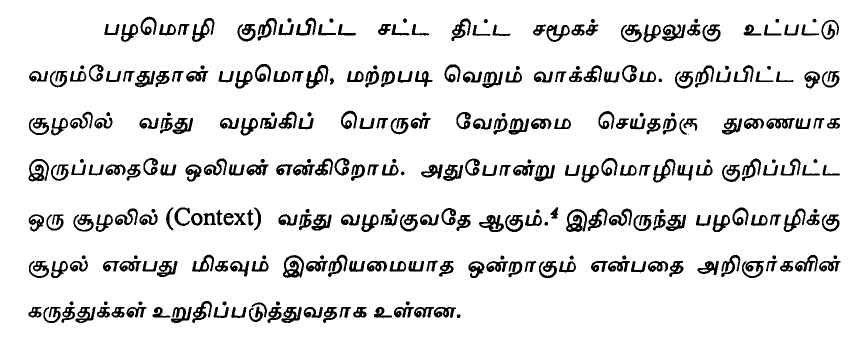 பழமொழி குறிப்பிட்ட சட்ட திட்ட சமூகச் சூழலுக்கு உட்பட்டு
வரும்போதுதான் பழமொழி, மற்றபடி வெறும் வாக்கியமே. குறிப்பிட்ட ஒரு
சூழலில் வந்து வழங்கிப் பொருள் வேற்றுமை செய்தற்கு துணையாக
இருப்பதையே ஒலியன் என்கிறோம். அதுபோன்று பழமொழியும் குறிப்பிட்ட
ஒரு சூழலில் (Context) வந்து வழங்குவதே ஆகும்.⁴ இதிலிருந்து பழமொழிக்கு
சூழல் என்பது மிகவும் இன்றியமையாத ஒன்றாகும் என்பதை அறிஞர்களின்
கருத்துக்கள் உறுதிப்படுத்துவதாக உள்ளன.